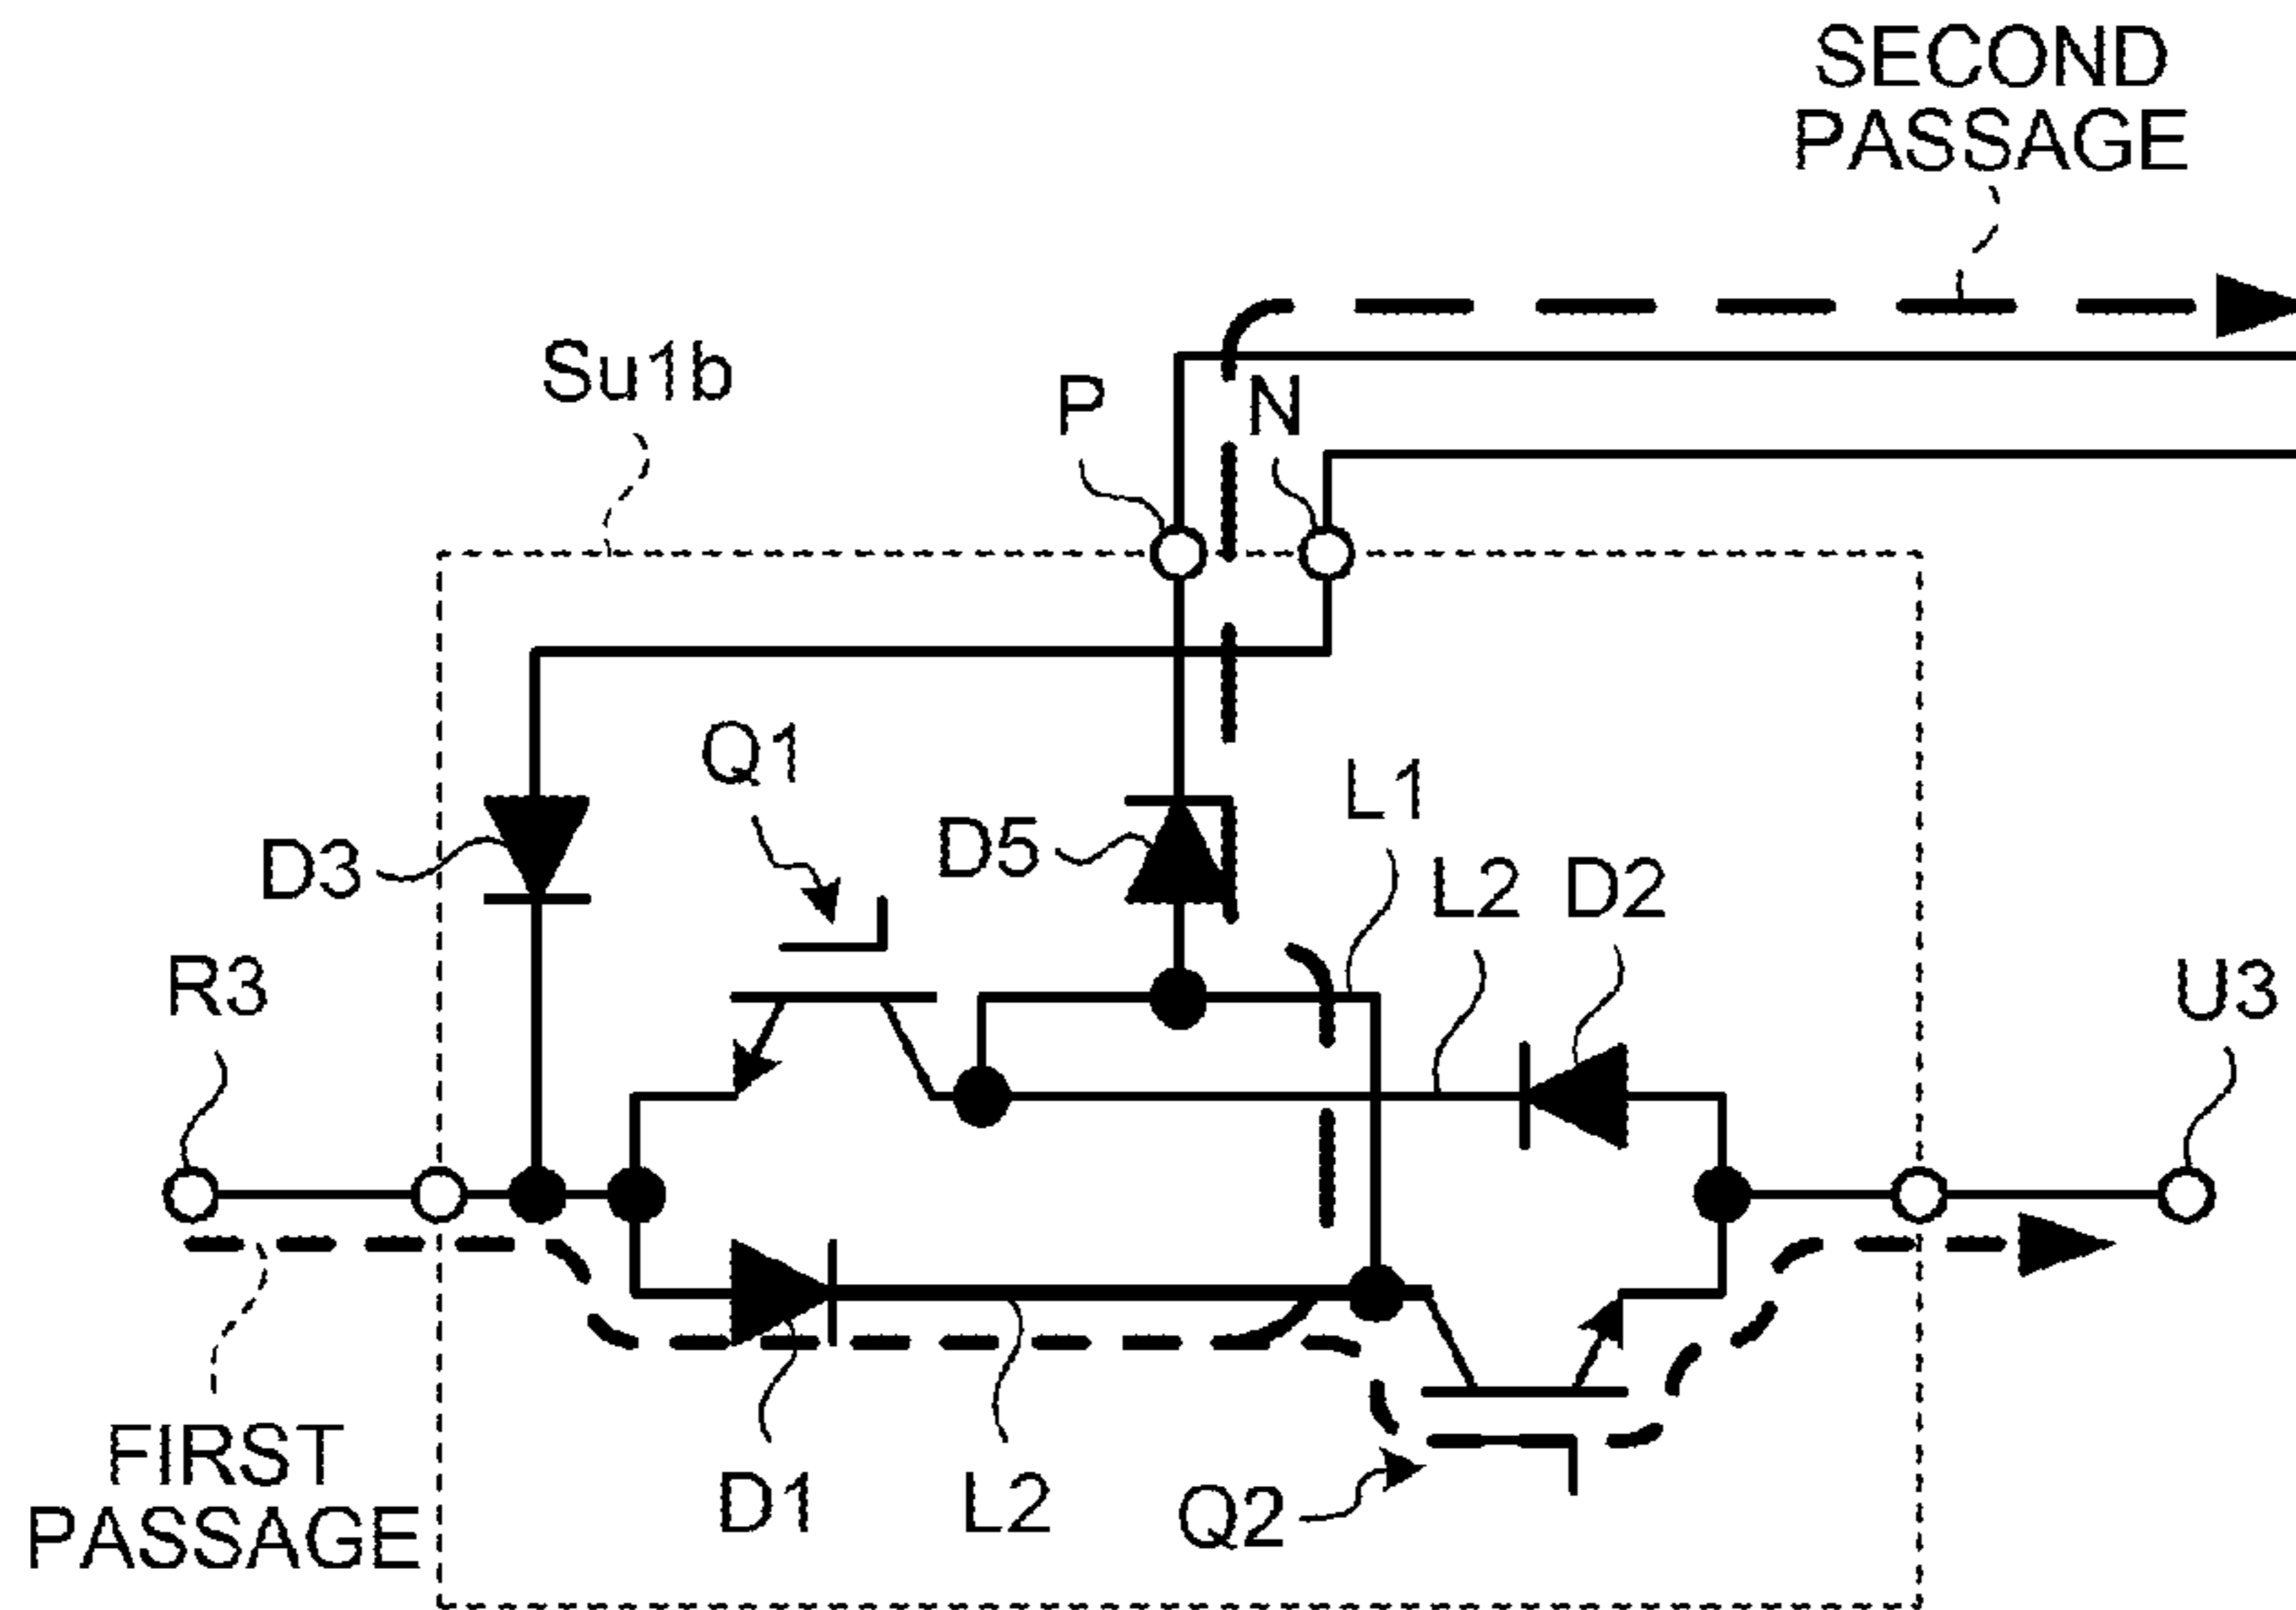 SECOND
PASSAGE
Su1b
P
N
Q1
L1
D3
D5
L2
D2
R3
U3
FIRST
PASSAGE
D1
L2
Q2